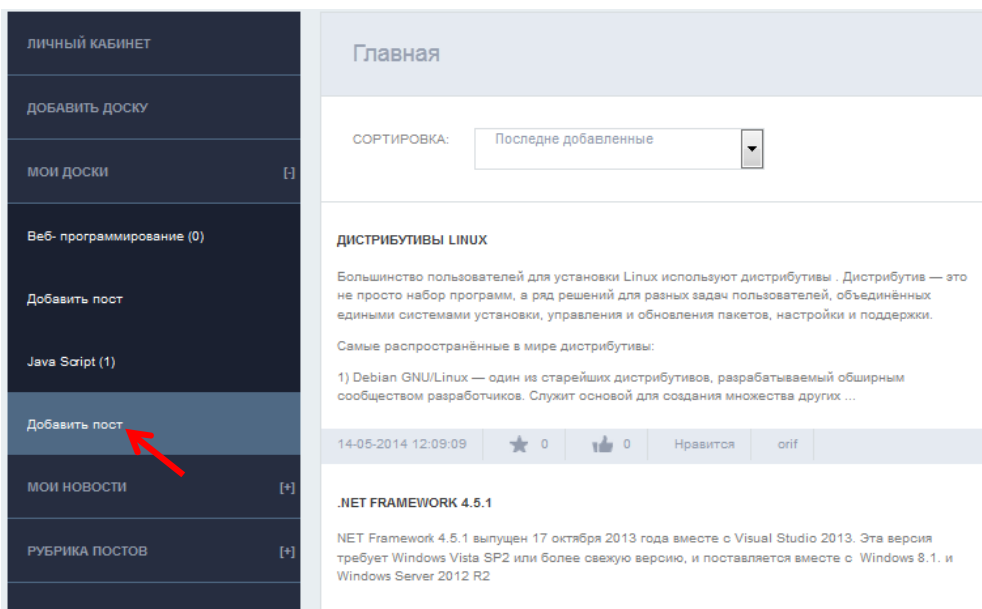 ЛИЧНЫЙ КАБИНЕТ
ДОБАВИТЬ ДОСКУ
МОИ ДОСКИ [-]
Веб- программирование (0)
Добавить пост
Java Script (1)
Добавить пост
МОИ НОВОСТИ [+]
РУБРИКА ПОСТОВ [+]
Главная
СОРТИРОВКА: Последне добавленные
ДИСТРИБУТИВЫ LINUX
Большинство пользователей для установки Linux используют дистрибутивы . Дистрибутив — это
не просто набор программ, а ряд решений для разных задач пользователей, объединённых
едиными системами установки, управления и обновления пакетов, настройки и поддержки.
Самые распространённые в мире дистрибутивы:
1) Debian GNU/Linux — один из старейших дистрибутивов, разрабатываемый обширным
сообществом разработчиков. Служит основой для создания множества других ...
14-05-2014 12:09:09 0 0 Нравится orif
.NET FRAMEWORK 4.5.1
NET Framework 4.5.1 выпущен 17 октября 2013 года вместе с Visual Studio 2013. Эта версия
требует Windows Vista SP2 или более свежую версию, и поставляется вместе с Windows 8.1. и
Windows Server 2012 R2